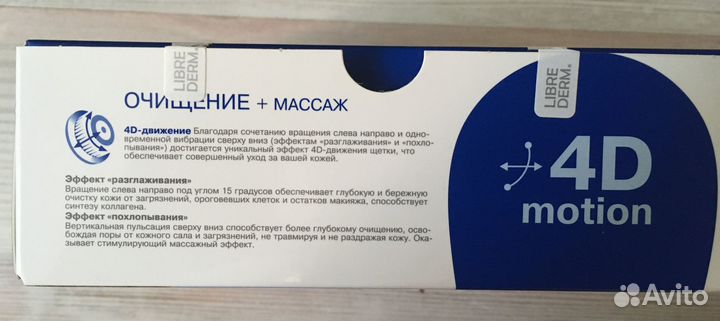 LIBRE
DERM®
LIBRE
DERM®
ОЧИЩЕНИЕ + МАССАЖ
4D-движение Благодаря сочетанию вращения слева направо и одно-
временной вибрации сверху вниз (эффектам «разглаживания» и «похло-
пывания») достигается уникальный эффект 4D-движения щетки, что
обеспечивает совершенный уход за вашей кожей.
Эффект «разглаживания»
Вращение слева направо под углом 15 градусов обеспечивает глубокую и бережную
очистку кожи от загрязнений, ороговевших клеток и остатков макияжа, способствует
синтезу коллагена.
Эффект «похлопывания»
Вертикальная пульсация сверху вниз способствует более глубокому очищению, осво-
бождая поры от кожного сала и загрязнений, не травмируя и не раздражая кожу. Ока-
зывает стимулирующий массажный эффект.
4D
motion
Avito